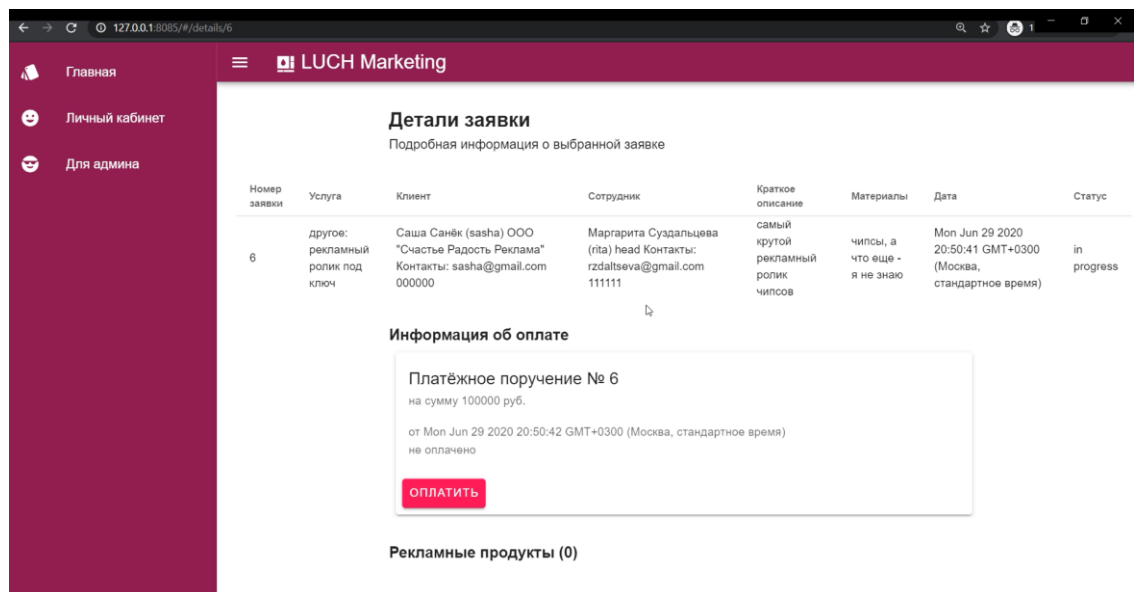 127.0.0.1:8085/#/details/6
1
Главная
Личный кабинет
Для админа
LUCH Marketing
Детали заявки
Подробная информация о выбранной заявке
Номер заявки Услуга Клиент Сотрудник Краткое описание Материалы Дата Статус
6
другое:
рекламный
ролик под
ключ
Саша Санёк (sasha) ООО
"Счастье Радость Реклама"
Контакты: sasha@gmail.com
000000
Маргарита Суздальцева
(rita) head Контакты:
rzdaltseva@gmail.com
111111
самый
крутой
рекламный
ролик
чипсов
чипсы, а
что еще -
я не знаю
Mon Jun 29 2020
20:50:41 GMT+0300
(Москва,
стандартное время)
in
progress
Информация об оплате
Платёжное поручение № 6
на сумму 100000 руб.
от Mon Jun 29 2020 20:50:42 GMT+0300 (Москва, стандартное время)
не оплачено
ОПЛАТИТЬ
Рекламные продукты (0)